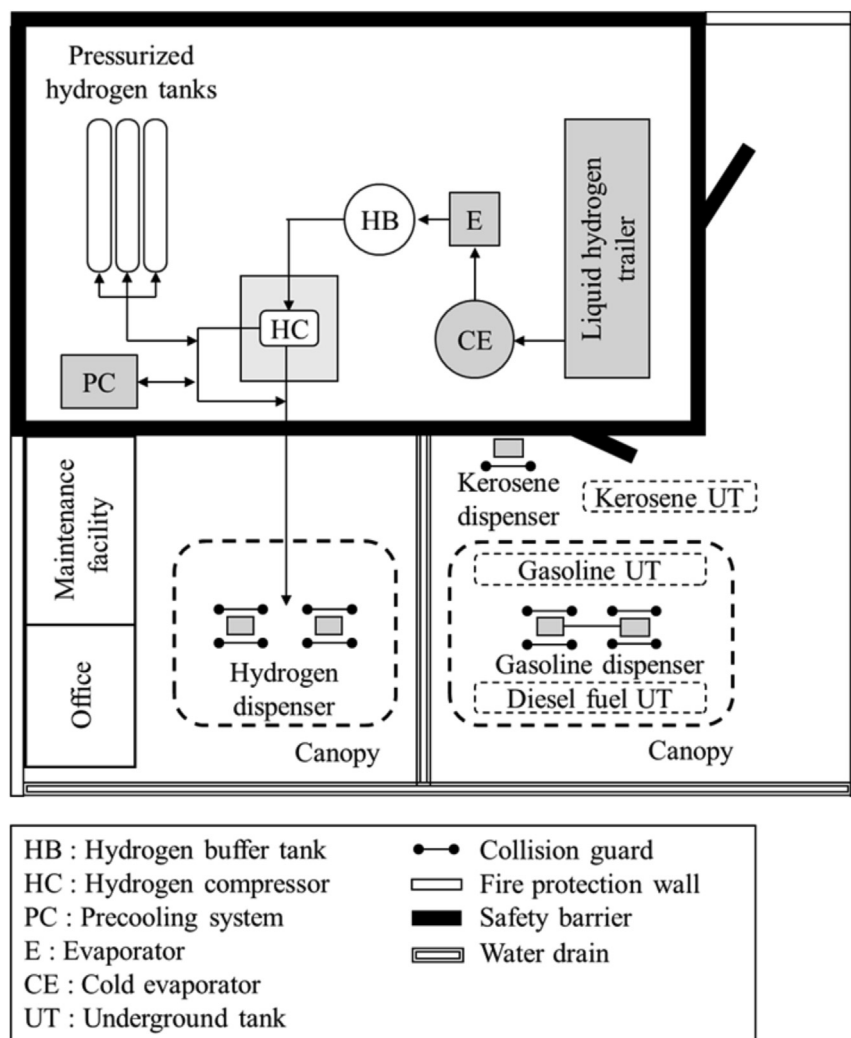 Pressurized
hydrogen tanks
HB
E
Liquid hydrogen
trailer
HC
CE
PC
Maintenance
facility
Office
Kerosene
dispenser
Kerosene UT
Gasoline UT
Gasoline dispenser
Diesel fuel UT
Hydrogen
dispenser
Canopy
Canopy
HB : Hydrogen buffer tank
HC : Hydrogen compressor
PC : Precooling system
E : Evaporator
CE : Cold evaporator
UT : Underground tank
Collision guard
Fire protection wall
Safety barrier
Water drain